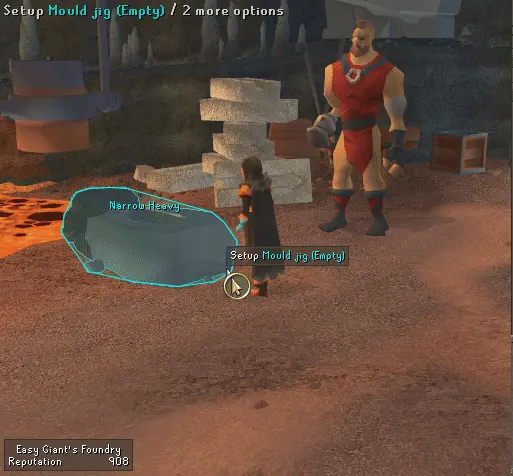 Setup Mould jig (Empty) / 2 more options
Narrow Heavy
Setup Mould jig (Empty)
Easy Giant's Foundry
Reputation 908